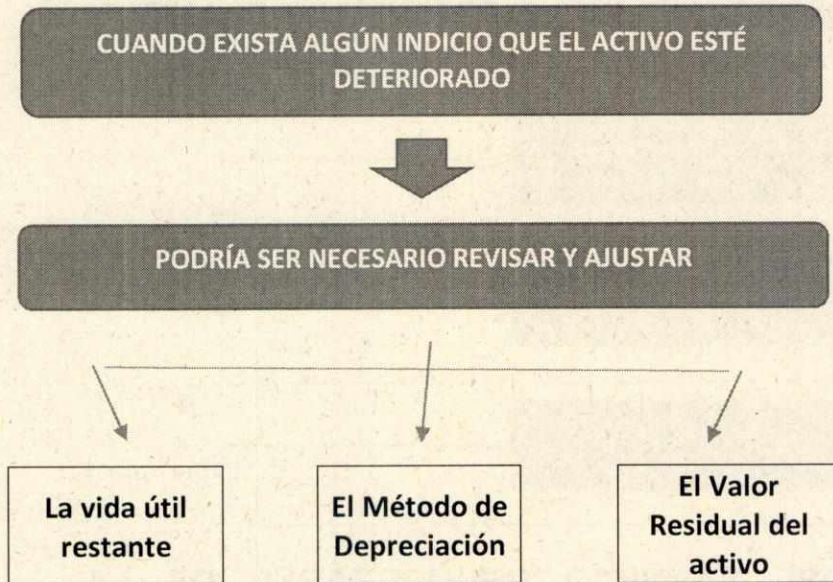 CUANDO EXISTA ALGÚN INDICIO QUE EL ACTIVO ESTÉ
DETERIORADO
PODRÍA SER NECESARIO REVISAR Y AJUSTAR
La vida útil
restante
El Método de
Depreciación
El Valor
Residual del
activo